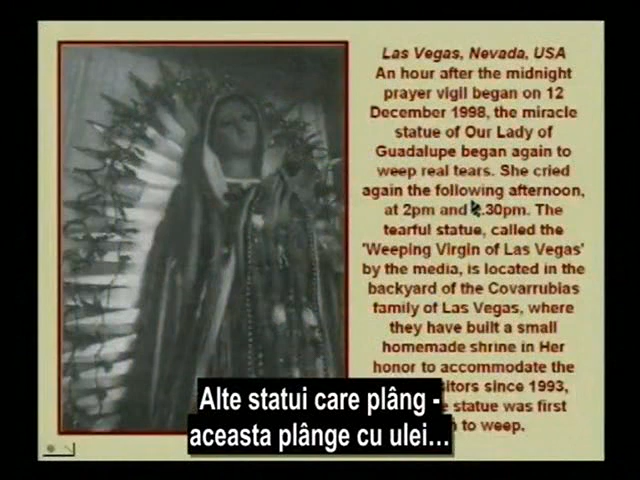 Las Vegas, Nevada, USA
An hour after the midnight
prayer vigil began on 12
December 1998, the miracle
statue of Our Lady of
Guadalupe began again to
weep real tears. She cried
again the following afternoon,
at 2pm and .30pm. The
tearful statue, called the
'Weeping Virgin of Las Vegas'
by the media, is located in the
backyard of the Covarrubias
family of Las Vegas, where
they have built a small
homemade shrine in Her
honor to accommodate the
itors since 1993,
statue was first
to weep.
Alte statui care plâng -
aceasta plânge cu ulei...